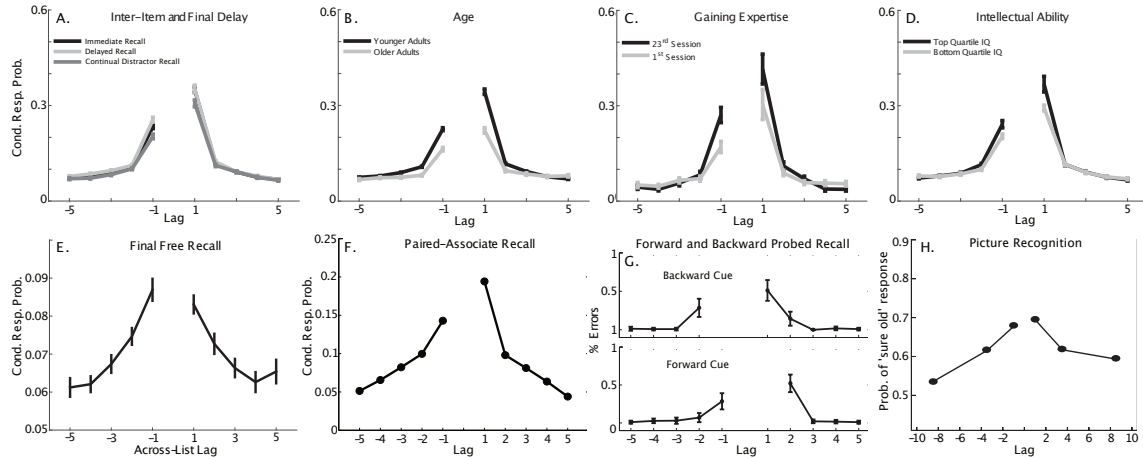 A.
Inter-Item and Final Delay
Immediate Recall
Delayed Recall
Continual Distractor Recall
Cond. Resp. Prob.
0.6
0.3
0
-5
-1
1
5
Lag
B.
Age
Younger Adults
Older Adults
0.6
0.3
0
-5
-1
1
5
Lag
C.
Gaining Expertise
23rd Session
1st Session
0.6
0.3
0
-5
-1
1
5
Lag
D.
Intellectual Ability
Top Quartile IQ
Bottom Quartile IQ
0.6
0.3
0
-5
-1
1
5
Lag
E.
Final Free Recall
Cond. Resp. Prob.
0.09
0.08
0.07
0.06
0.05
-5
-3
-1
1
3
5
Across-List Lag
F.
Paired-Associate Recall
Cond. Resp. Prob.
0.25
0.2
0.15
0.1
0.05
0
-5
-4
-3
-2
-1
1
2
3
4
5
Lag
Forward and Backward Probed Recall
G.
Backward Cue
% Errors
1
0.5
1
Forward Cue
0.5
0
-5
-4
-3
-2
-1
1
2
3
4
5
Lag
H.
Picture Recognition
Prob. of 'sure old' response
0.9
0.8
0.7
0.6
0.5
-10
-8
-6
-4
-2
2
4
6
8
10
Lag